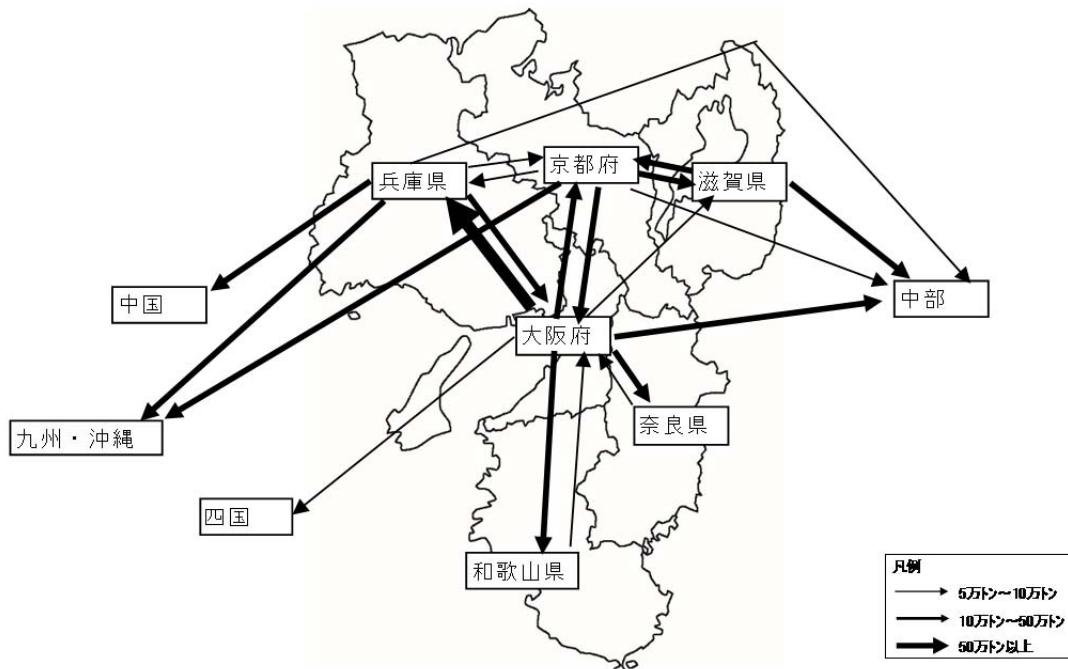 京都府
兵庫県
滋賀県
中国
中部
大阪府
九州・沖縄
奈良県
四国
和歌山県
凡例
5万トン～10万トン
10万トン～50万トン
50万トン以上